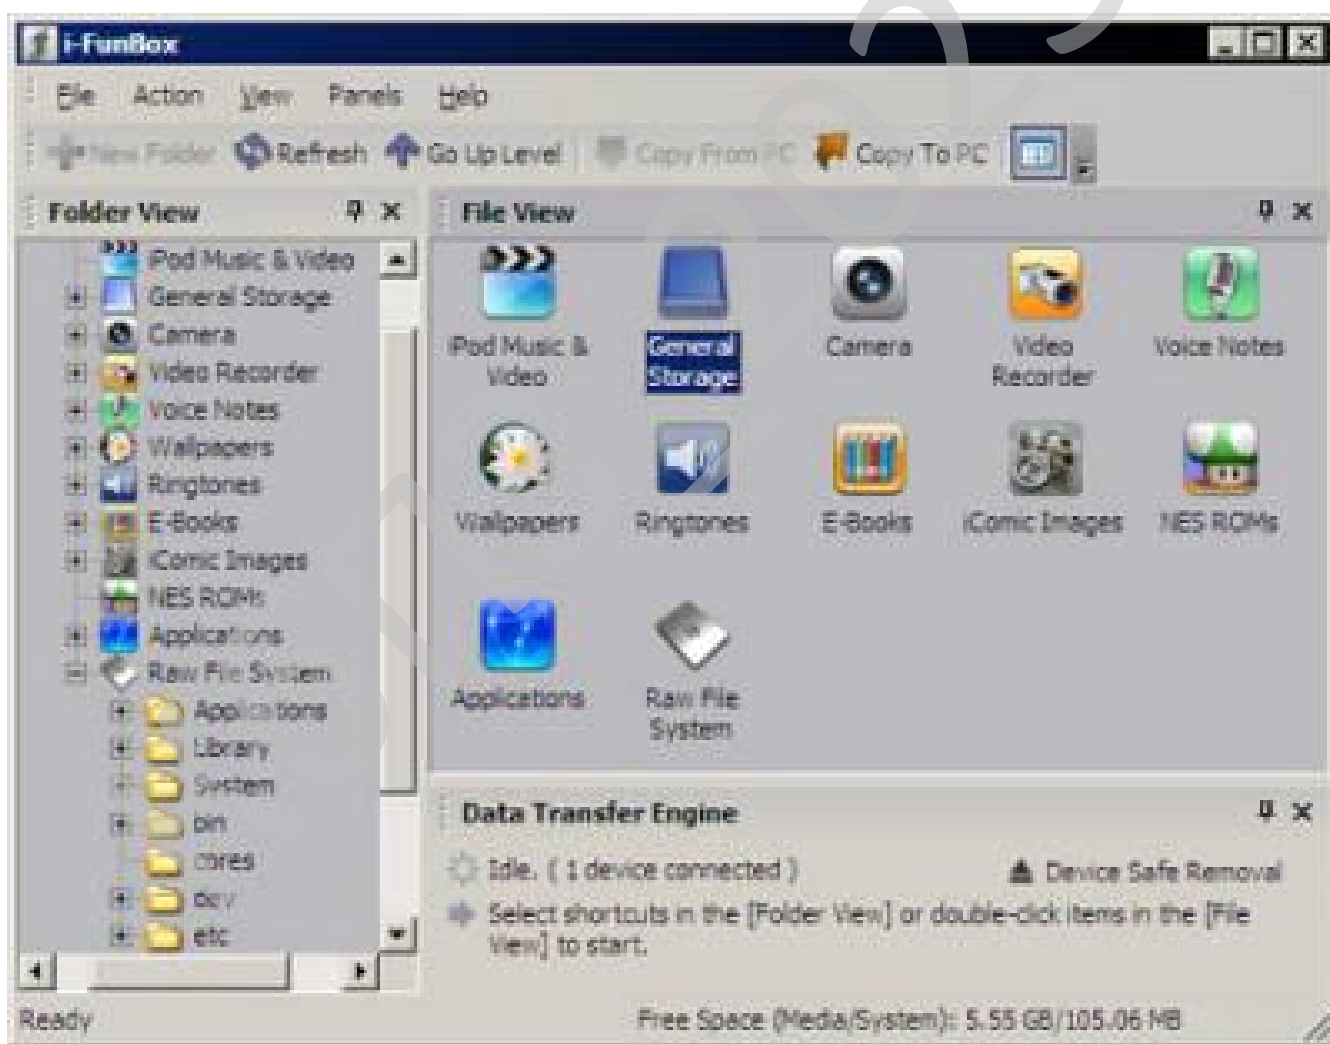 i-FunBox
File Action View Panels Help
New Folder Refresh Go Up Level Copy From PC Copy To PC
Folder View
File View
iPod Music & Video
General Storage
Camera
Video Recorder
Voice Notes
Wallpapers
Ringtones
E-Books
iComic Images
NES ROMs
Applications
Raw File System
Applications
Library
System
bin
cores
dev
etc
iPod Music &
Video
General
Storage
Camera
Video
Recorder
Voice Notes
Wallpapers
Ringtones
E-Books
iComic Images
NES ROMs
Applications
Raw File
System
Data Transfer Engine
Idle. ( 1 device connected )
Device Safe Removal
Select shortcuts in the [Folder View] or double-click items in the [File
View] to start.
Ready
Free Space (Media/System): 5.55 GB/105.06 MB